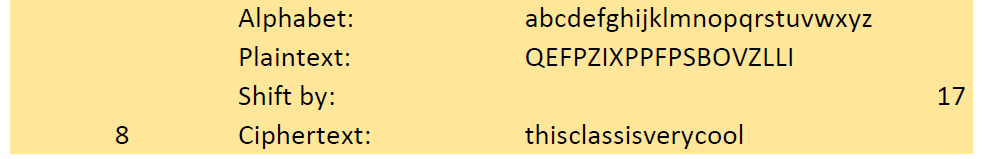 Alphabet: abcdefghijklmnopqrstuvwxyz
Plaintext: QEFPZIXPPFPSBOVZLLI
Shift by: 17
8 Ciphertext: thisclassisverycool